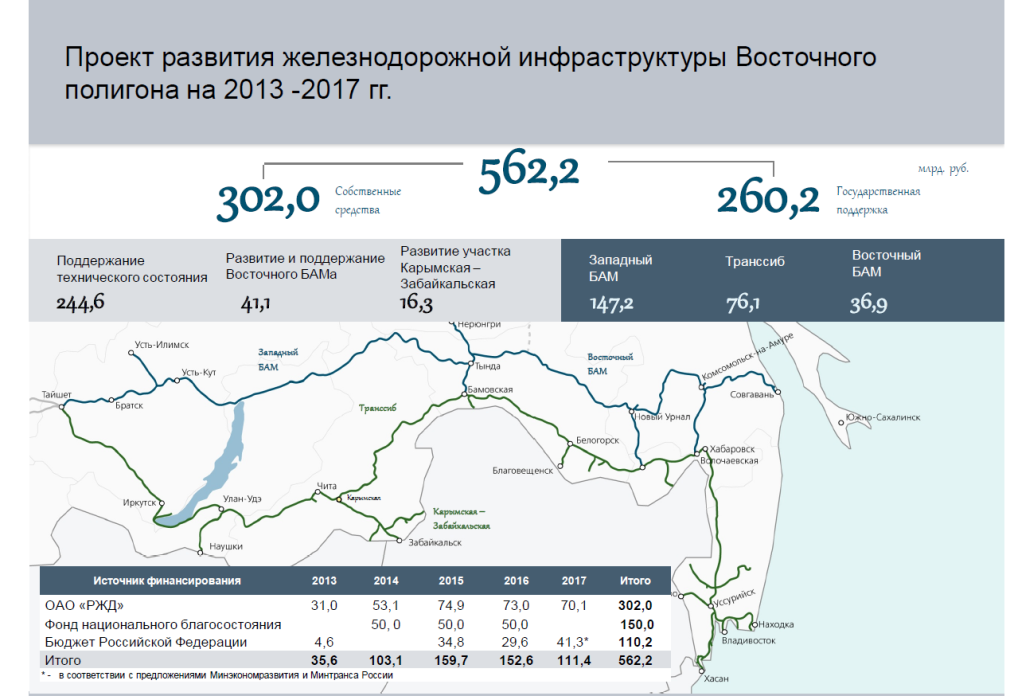 Проект развития железнодорожной инфраструктуры Восточного
полигона на 2013 -2017 гг.
562,2
млрд. руб.
302,0
Собственные
средства
260,2
Государственная
поддержка
Поддержание
технического состояния
244,6
Развитие и поддержание
Восточного БАМа
41,1
Развитие участка
Карымская –
Забайкальская
16,3
Западный
БАМ
147,2
Транссиб
76,1
Восточный
БАМ
36,9
Нерюнгри
Усть-Илимск
Западный
БАМ
Усть-Кут
Тайшет
Братск
Тында
Бамовская
Восточный
БАМ
Комсомольск-на-Амуре
Совгавань
Транссиб
Новый Ургал
Южно-Сахалинск
Белогорск
Благовещенск
Хабаровск
Волочаевская
Иркутск
Улан-Удэ
Чита
Карымская
Карымская –
Забайкальская
Забайкальск
Наушки
Уссурийск
Находка
Владивосток
Хасан
Источник финансирования 2013 2014 2015 2016 2017 Итого
ОАО «РЖД» 31,0 53,1 74,9 73,0 70,1 302,0
Фонд национального благосостояния 50, 0 50,0 50,0 150,0
Бюджет Российской Федерации 4,6 34,8 29,6 41,3* 110,2
Итого 35,6 103,1 159,7 152,6 111,4 562,2
* - в соответствии с предложениями Минэкономразвития и Минтранса России